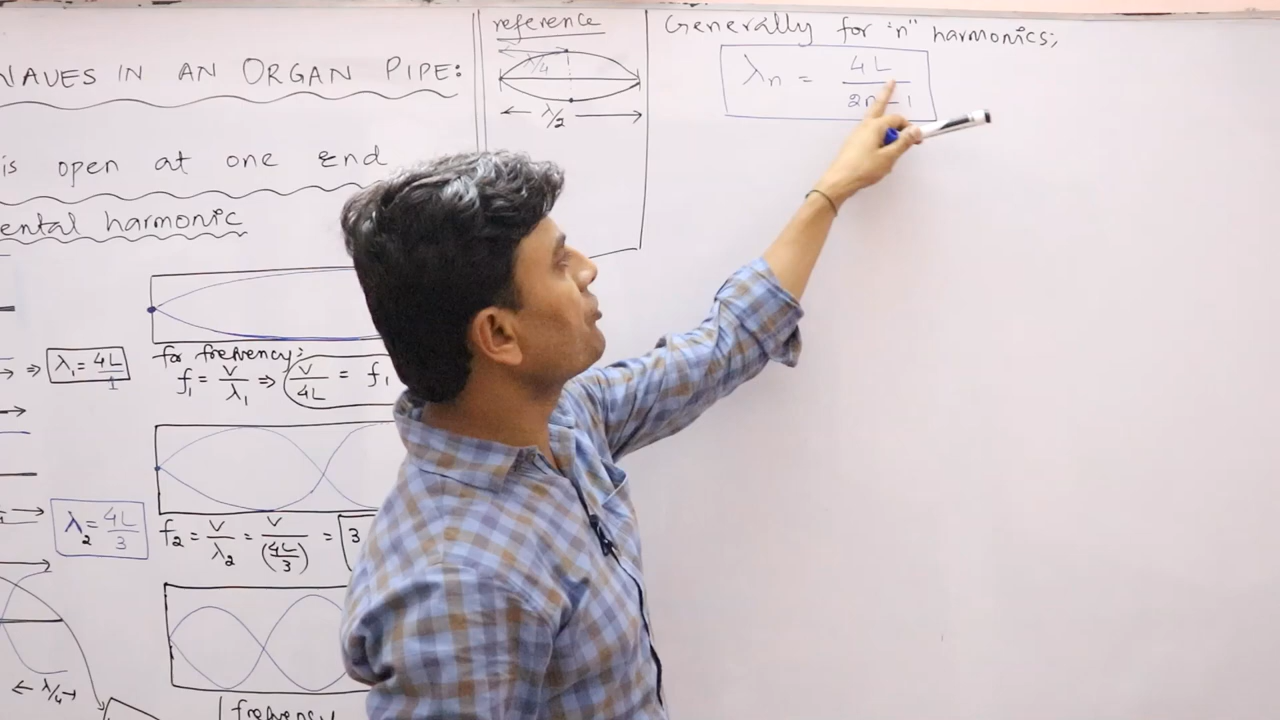 WAVES IN AN ORGAN PIPE:
is open at one end
ental harmonic
λ₁ = 4L/1
for frequency:
f₁ = V/λ₁ ⇒ V/4L = f₁
λ₂ = 4L/3
f₂ = V/λ₂ = V/(4L/3) = 3
λ/4
frequency
reference
λ/4
λ/2
Generally for "n" harmonics;
λn = 4L/2n-1